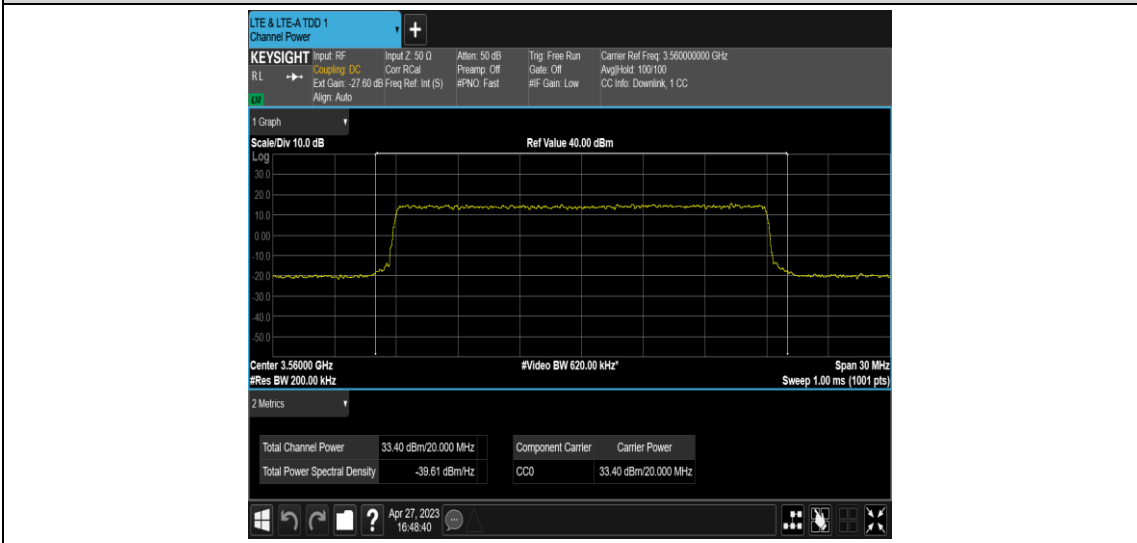 LTE & LTE-A TDD 1
Channel Power
+
KEYSIGHT Input: RF Input Z: 50 Ω Atten: 50 dB Trig: Free Run Carrier Ref Freq: 3.560000000 GHz
RL Coupling: DC Corr RCal Preamp: Off Gate: Off Avg|Hold: 100/100
Ext Gain: -27.60 dB Freq Ref: Int (S) #PNO: Fast #IF Gain: Low CC Info: Downlink, 1 CC
LXI Align: Auto
1 Graph
Scale/Div 10.0 dB Ref Value 40.00 dBm
Log
30.0
20.0
10.0
0.00
-10.0
-20.0
-30.0
-40.0
-50.0
Center 3.56000 GHz #Video BW 620.00 kHz* Span 30 MHz
#Res BW 200.00 kHz Sweep 1.00 ms (1001 pts)
2 Metrics
Total Channel Power 33.40 dBm/20.000 MHz Component Carrier Carrier Power
Total Power Spectral Density -39.61 dBm/Hz CC0 33.40 dBm/20.000 MHz
? Apr 27, 2023
16:48:40